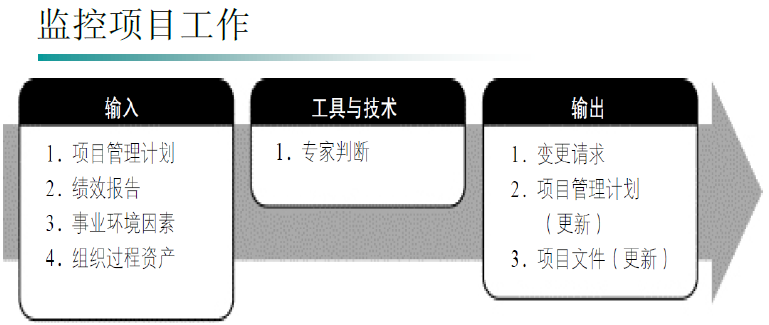 监控项目工作
输入
1. 项目管理计划
2. 绩效报告
3. 事业环境因素
4. 组织过程资产
工具与技术
1. 专家判断
输出
1. 变更请求
2. 项目管理计划
（更新）
3. 项目文件（更新）